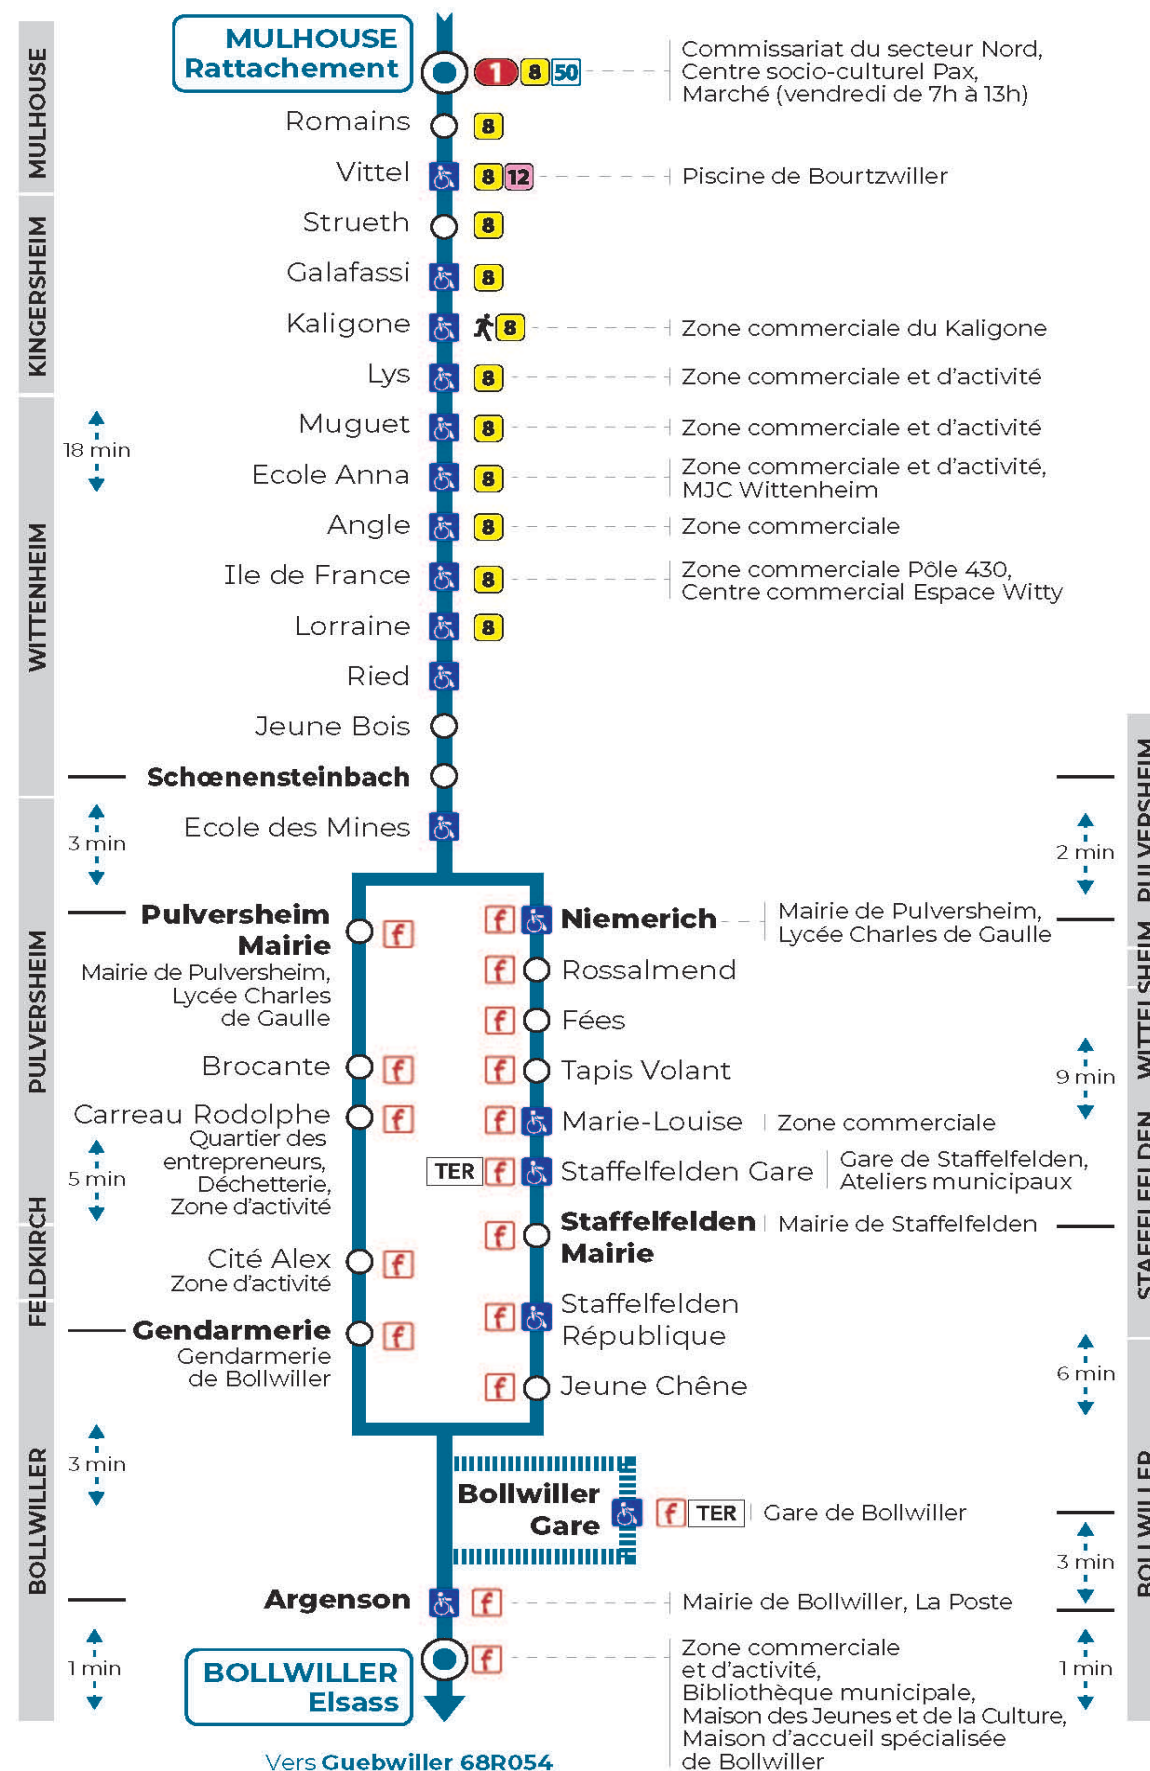 MULHOUSE
Rattachement
1 8 50
Commissariat du secteur Nord,
Centre socio-culturel Pax,
Marché (vendredi de 7h à 13h)
Romains
8
Vittel
8 12
Piscine de Bourtzwiller
Strueth
8
Galafassi
8
Kaligone
8
Zone commerciale du Kaligone
Lys
8
Zone commerciale et d'activité
Muguet
8
Zone commerciale et d'activité
Ecole Anna
8
Zone commerciale et d'activité,
MJC Wittenheim
Angle
8
Zone commerciale
Ile de France
8
Zone commerciale Pôle 430,
Centre commercial Espace Witty
Lorraine
8
Ried
Jeune Bois
Schœnensteinbach
Ecole des Mines
MULHOUSE
KINGERSHEIM
WITTENHEIM
PULVERSHEIM
FELDKIRCH
BOLLWILLER
18 min
3 min
5 min
3 min
1 min
Pulversheim
Mairie
f
Mairie de Pulversheim,
Lycée Charles
de Gaulle
Brocante
f
Carreau Rodolphe
f
Quartier des
entrepreneurs,
Déchetterie,
Zone d'activité
Cité Alex
f
Zone d'activité
Gendarmerie
f
Gendarmerie
de Bollwiller
f
Niemerich
Mairie de Pulversheim,
Lycée Charles de Gaulle
f
Rossalmend
f
Fées
f
Tapis Volant
f
Marie-Louise
Zone commerciale
TER f
Staffelfelden Gare
Gare de Staffelfelden,
Ateliers municipaux
f
Staffelfelden
Mairie
Mairie de Staffelfelden
f
Staffelfelden
République
f
Jeune Chêne
PULVERSHEIM
WITTELSHEIM
STAFFELFELDEN
BOLLWILLER
2 min
9 min
6 min
3 min
1 min
Bollwiller
Gare
f TER
Gare de Bollwiller
Argenson
f
Mairie de Bollwiller, La Poste
BOLLWILLER
Elsass
f
Zone commerciale
et d'activité,
Bibliothèque municipale,
Maison des Jeunes et de la Culture,
Maison d'accueil spécialisée
de Bollwiller
Vers Guebwiller 68R054